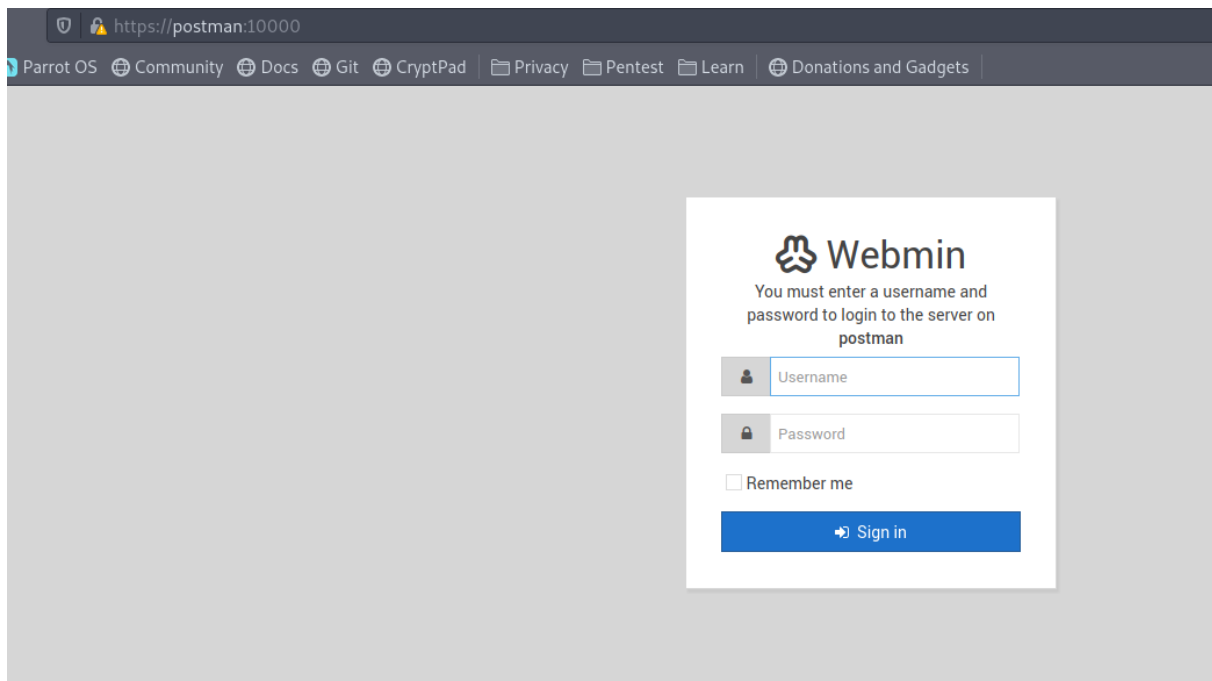 https://postman:10000
Parrot OS Community Docs Git CryptPad Privacy Pentest Learn Donations and Gadgets
Webmin
You must enter a username and
password to login to the server on
postman
Username
Password
Remember me
Sign in